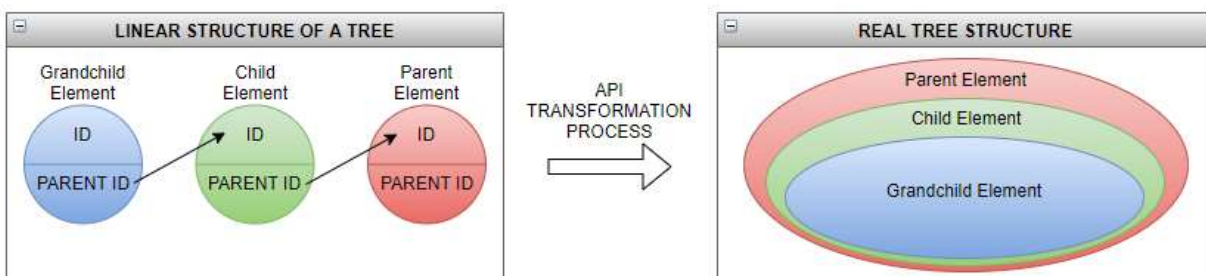 LINEAR STRUCTURE OF A TREE
Grandchild
Element
Child
Element
Parent
Element
ID
ID
ID
PARENT ID
PARENT ID
PARENT ID
API
TRANSFORMATION
PROCESS
REAL TREE STRUCTURE
Parent Element
Child Element
Grandchild Element